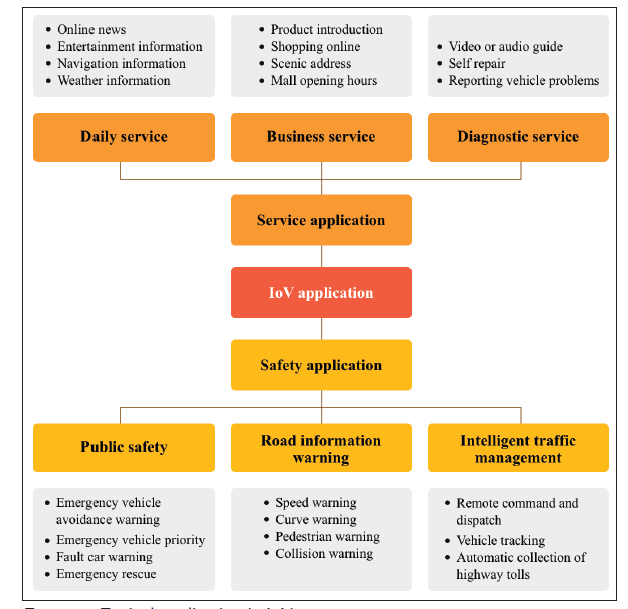 • Online news
• Entertainment information
• Navigation information
• Weather information
• Product introduction
• Shopping online
• Scenic address
• Mall opening hours
• Video or audio guide
• Self repair
• Reporting vehicle problems
Daily service
Business service
Diagnostic service
Service application
IoV application
Safety application
Public safety
Road information
warning
Intelligent traffic
management
• Emergency vehicle
avoidance warning
• Emergency vehicle priority
• Fault car warning
• Emergency rescue
• Speed warning
• Curve warning
• Pedestrian warning
• Collision warning
• Remote command and
dispatch
• Vehicle tracking
• Automatic collection of
highway tolls